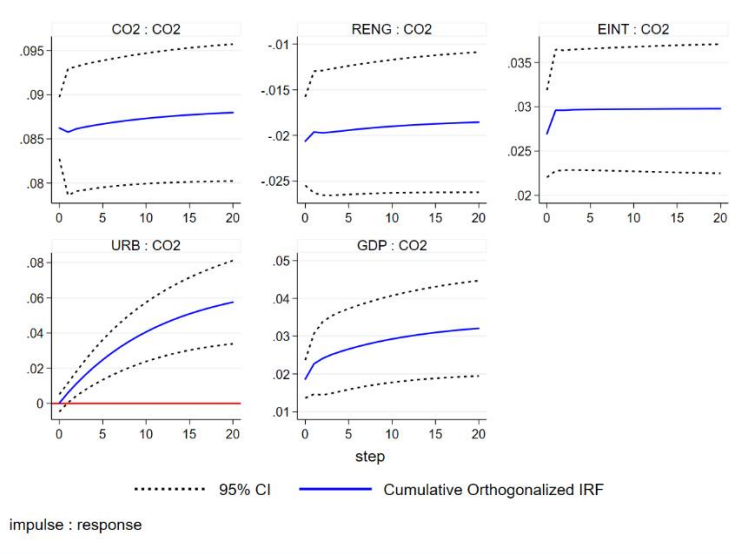 CO2 : CO2
RENG : CO2
EINT : CO2
.095
.09
.085
.08
0 5 10 15 20
-.01
-.015
-.02
-.025
0 5 10 15 20
.035
.03
.025
.02
0 5 10 15 20
URB : CO2
GDP : CO2
.08
.06
.04
.02
0
0 5 10 15 20
.05
.04
.03
.02
.01
0 5 10 15 20
step
95% CI
Cumulative Orthogonalized IRF
impulse : response